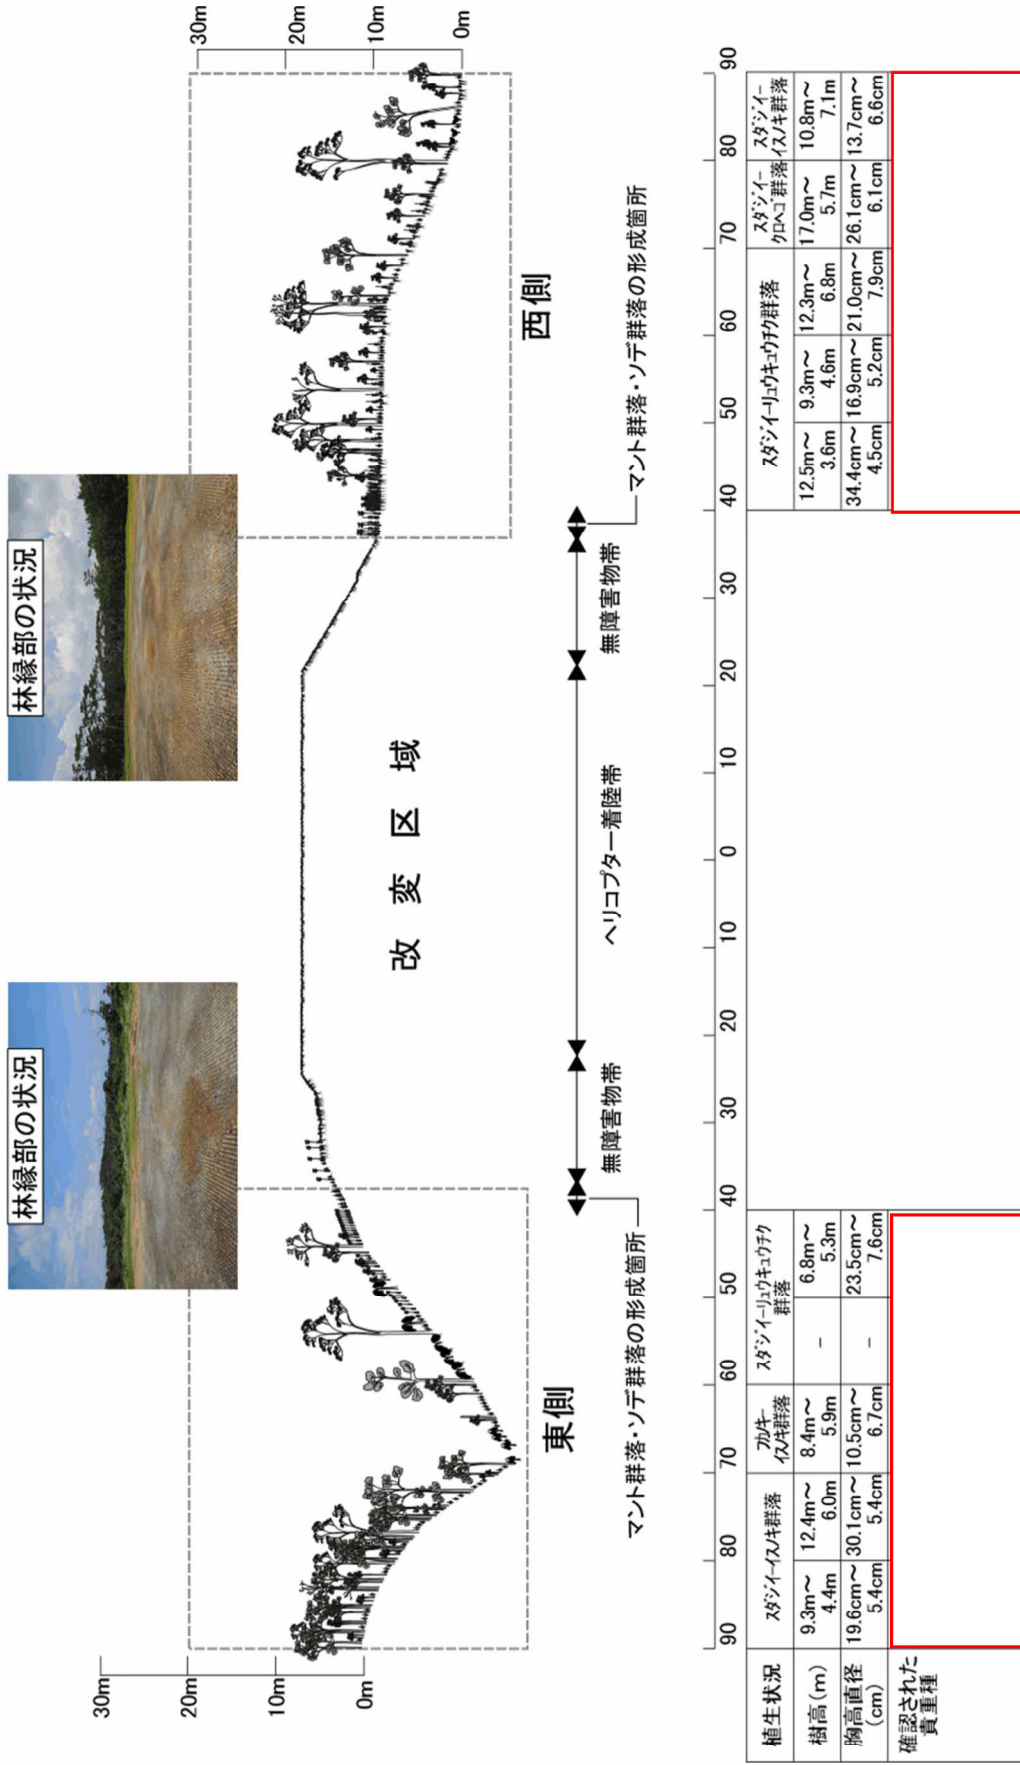 林縁部の状況
林縁部の状況
30m
20m
10m
0m
30m
20m
10m
0m
改変区域
東側
西側
マント群落・ソデ群落の形成箇所
無障害物帯
ヘリコプター着陸帯
無障害物帯
マント群落・ソデ群落の形成箇所
90 80 70 60 50 40 30 20 10 0 10 20 30 40 50 60 70 80 90
植生状況
スダジイーイスノキ群落
フカノキー
イスノキ群落
スダジイーリュウキュウチク
群落
スダジイーリュウキュウチク群落
スダジイー
クロヘゴ群落
スダジイー
イスノキ群落
樹高(m)
9.3m～
4.4m
12.4m～
6.0m
8.4m～
5.9m
－
6.8m～
5.3m
12.5m～
3.6m
9.3m～
4.6m
12.3m～
6.8m
17.0m～
5.7m
10.8m～
7.1m
胸高直径
(cm)
19.6cm～
5.4cm
30.1cm～
5.4cm
10.5cm～
6.7cm
－
23.5cm～
7.6cm
34.4cm～
4.5cm
16.9cm～
5.2cm
21.0cm～
7.9cm
26.1cm～
6.1cm
13.7cm～
6.6cm
確認された
貴重種